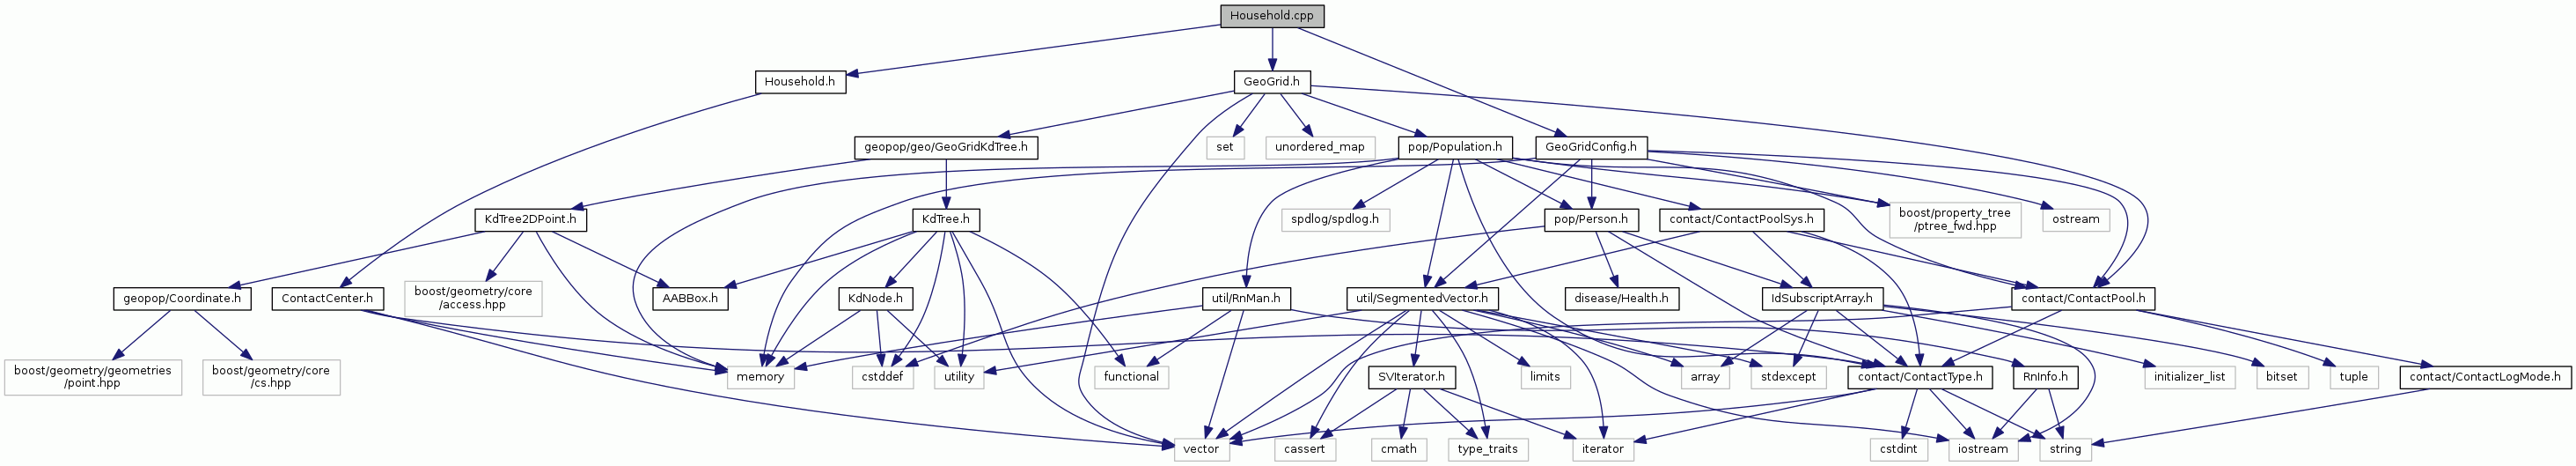 Household.cpp
Household.h
GeoGrid.h
geopop/geo/GeoGridKdTree.h
set
unordered_map
pop/Population.h
GeoGridConfig.h
KdTree2DPoint.h
KdTree.h
spdlog/spdlog.h
pop/Person.h
contact/ContactPoolSys.h
boost/property_tree
/ptree_fwd.hpp
ostream
geopop/Coordinate.h
ContactCenter.h
boost/geometry/core
/access.hpp
AABBox.h
KdNode.h
util/RnMan.h
util/SegmentedVector.h
disease/Health.h
IdSubscriptArray.h
contact/ContactPool.h
boost/geometry/geometries
/point.hpp
boost/geometry/core
/cs.hpp
memory
cstddef
utility
functional
SVIterator.h
limits
array
stdexcept
contact/ContactType.h
RnInfo.h
initializer_list
bitset
tuple
contact/ContactLogMode.h
vector
cassert
cmath
type_traits
iterator
cstdint
iostream
string